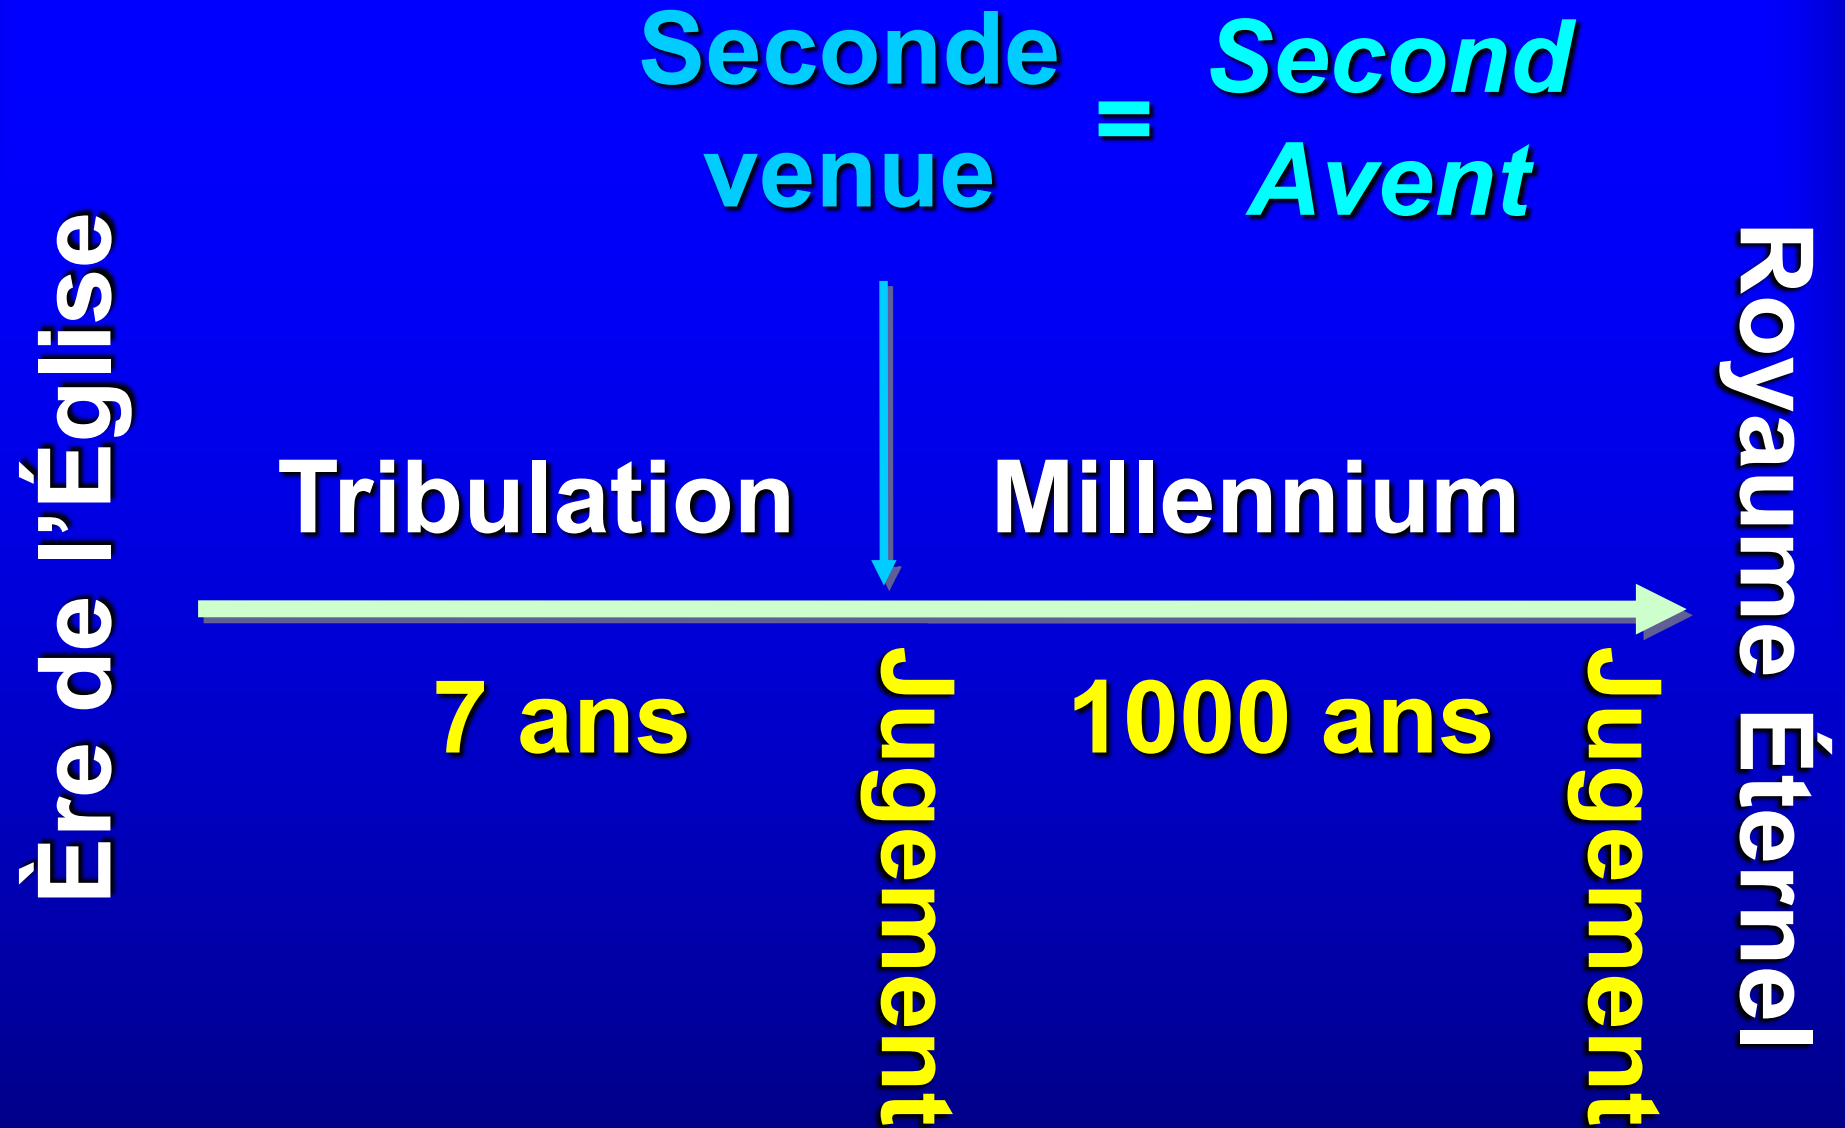 Seconde
venue
=
Second
Avent
Ère de l’Église
Tribulation
Millennium
7 ans
Jugement
1000 ans
Jugement
Royaume Éternel